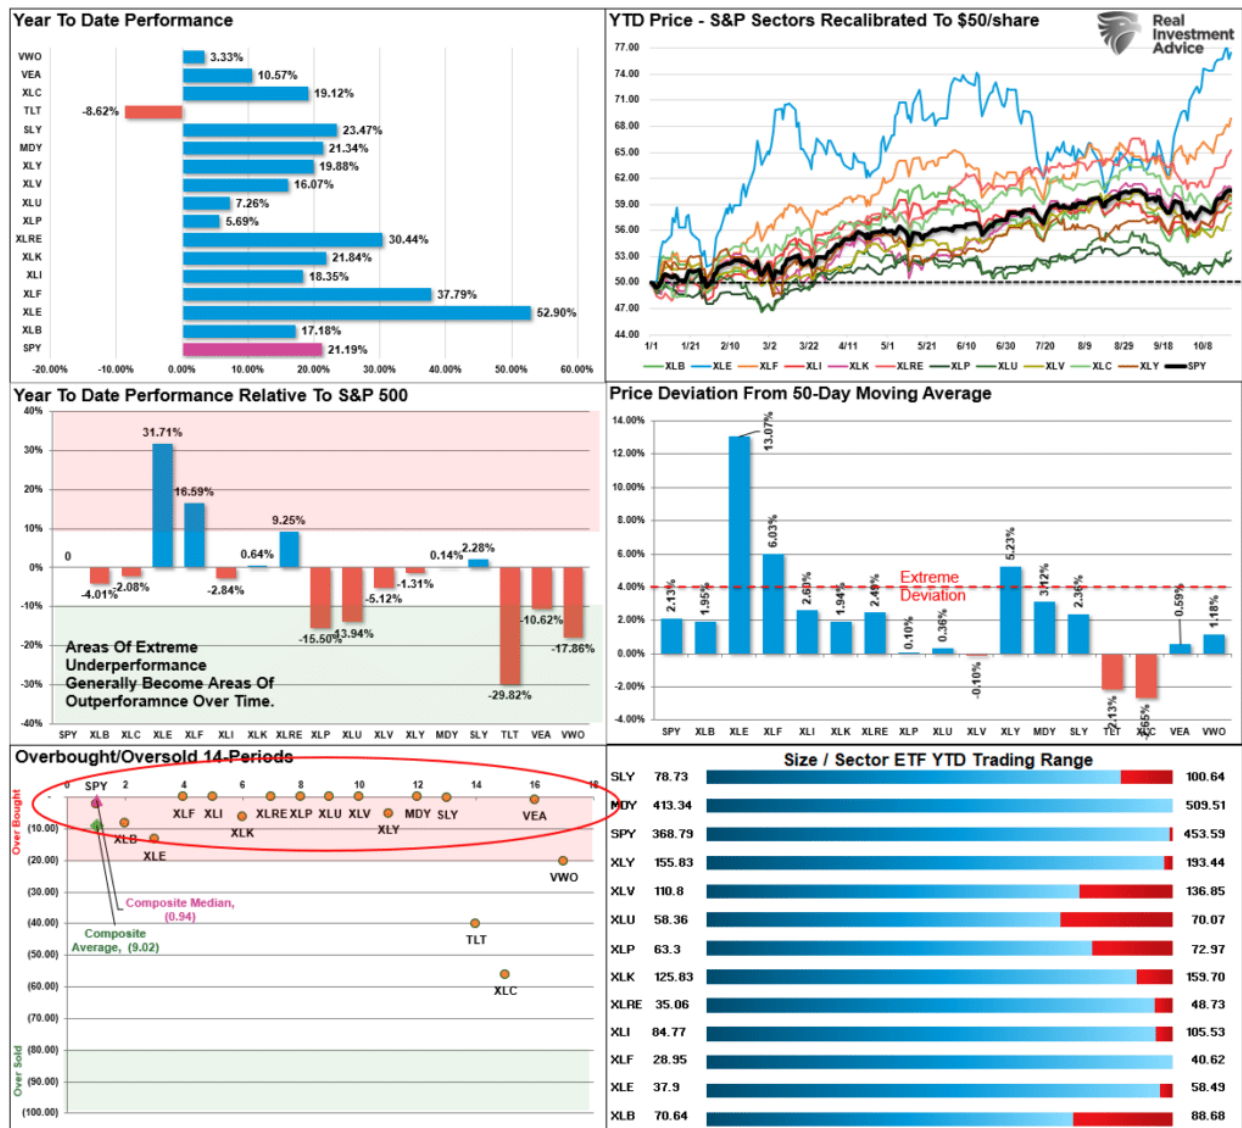 Year To Date Performance
VWO 3.33%
VEA 10.57%
XLC 19.12%
TLT -8.62%
SLY 23.47%
MDY 21.34%
XLY 19.88%
XLV 16.07%
XLU 7.26%
XLP 5.69%
XLRE 30.44%
XLK 21.84%
XLI 18.35%
XLF 37.79%
XLE 52.90%
XLB 17.18%
SPY 21.19%
-20.00% -10.00% 0.00% 10.00% 20.00% 30.00% 40.00% 50.00% 60.00%
YTD Price - S&P Sectors Recalibrated To $50/share
Real
Investment
Advice
77.00
74.00
71.00
68.00
65.00
62.00
59.00
56.00
53.00
50.00
47.00
44.00
1/1 1/21 2/10 3/2 3/22 4/11 5/1 5/21 6/10 6/30 7/20 8/9 8/29 9/18 10/8
XLB XLE XLF XLI XLK XLRE XLP XLU XLV XLC XLY SPY
Year To Date Performance Relative To S&P 500
40%
30%
20%
10%
0%
-10%
-20%
-30%
-40%
0 -4.01% -2.08% 31.71% 16.59% -2.84% 0.64% 9.25% -15.50% -13.94% -5.12% -1.31% 0.14% 2.28% -29.82% -10.62% -17.86%
Areas Of Extreme
Underperformance
Generally Become Areas Of
Outperforamnce Over Time.
SPY XLB XLC XLE XLF XLI XLK XLRE XLP XLU XLV XLY MDY SLY TLT VEA VWO
Price Deviation From 50-Day Moving Average
14.00%
12.00%
10.00%
8.00%
6.00%
4.00%
2.00%
0.00%
-2.00%
-4.00%
2.13% 1.95% 13.07% 6.03% 2.60% 1.94% 2.49% 0.10% 0.36% -0.10% 5.23% 3.12% 2.36% -2.13% 0.59% 1.18%
Extreme
Deviation
SPY XLB XLE XLF XLI XLK XLRE XLP XLU XLV XLY MDY SLY TLT XLC VEA VWO
Overbought/Oversold 14-Periods
0 2 4 6 8 10 12 14 16 18
Over Bought
Over Sold
-
(10.00)
(20.00)
(30.00)
(40.00)
(50.00)
(60.00)
(70.00)
(80.00)
(90.00)
(100.00)
SPY
XLB
XLE
XLF
XLI
XLK
XLRE
XLP
XLU
XLV
XLY
MDY
SLY
VEA
VWO
TLT
XLC
Composite Median,
(0.94)
Composite
Average, (9.02)
Size / Sector ETF YTD Trading Range
SLY 78.73 100.64
MDY 413.34 509.51
SPY 368.79 453.59
XLY 155.83 193.44
XLV 110.8 136.85
XLU 58.36 70.07
XLP 63.3 72.97
XLK 125.83 159.70
XLRE 35.06 48.73
XLI 84.77 105.53
XLF 28.95 40.62
XLE 37.9 58.49
XLB 70.64 88.68